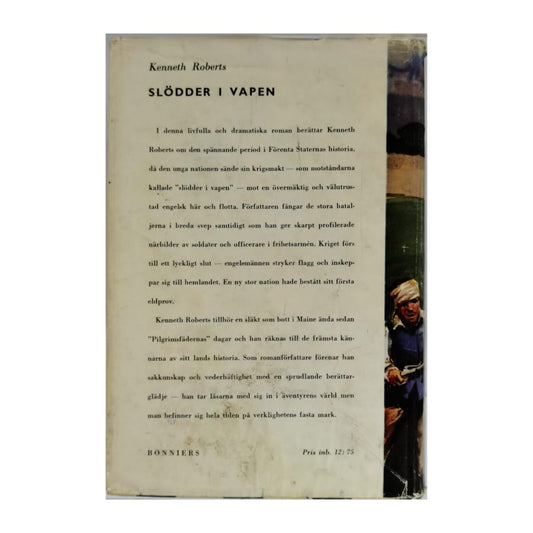 Kenneth Roberts
SLÖDDER I VAPEN
I denna livfulla och dramatiska roman berättar Kenneth
Roberts om den spännande period i Förenta Staternas historia,
då den unga nationen sände sin krigsmakt — som motståndarna
kallade "slödder i vapen" — mot en övermäktig och välutrus-
tad engelsk här och flotta. Författaren fångar de stora batal-
jerna i breda svep samtidigt som han ger skarpt profilerade
närbilder av soldater och officerare i frihetsarmén. Kriget förs
till ett lyckligt slut — engelsmännen stryker flagg och inskep-
par sig till hemlandet. En ny stor nation hade bestått sitt första
eldprov.
Kenneth Roberts tillhör en släkt som bott i Maine ända sedan
"Pilgrimsfädernas" dagar och han räknas till de främsta kän-
narna av sitt lands historia. Som romanförfattare förenar han
sakkunskap och vederhäftighet med en sprudlande berättar-
glädje — han tar läsarna med sig in i äventyrens värld men
man befinner sig hela tiden på verklighetens fasta mark.
BONNIERS Pris inb. 12: 75